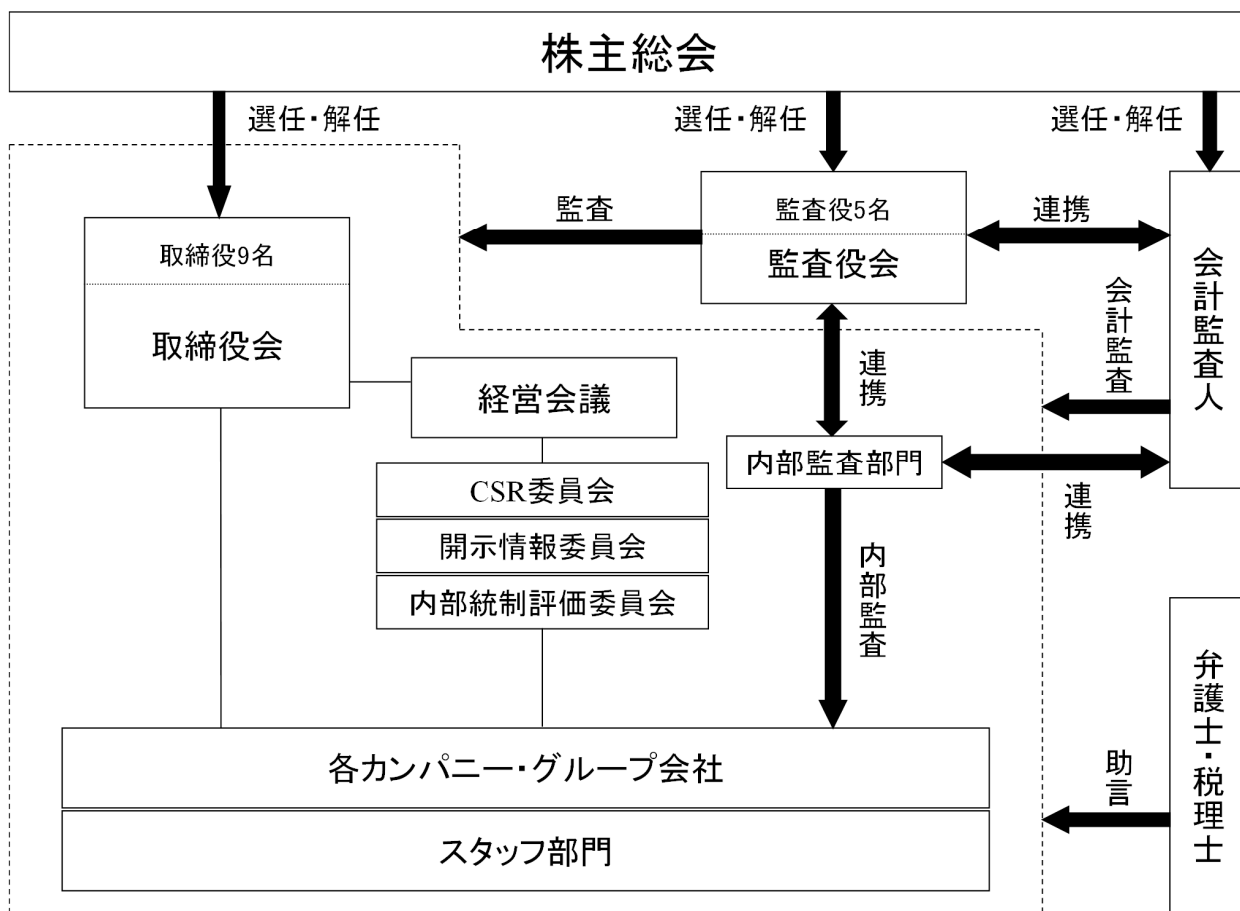 株主総会
選任・解任
選任・解任
選任・解任
取締役9名
取締役会
監査
監査役5名
監査役会
連携
会計監査人
会計監査
連携
経営会議
内部監査部門
連携
CSR委員会
開示情報委員会
内部統制評価委員会
内部監査
各カンパニー・グループ会社
スタッフ部門
助言
弁護士・税理士